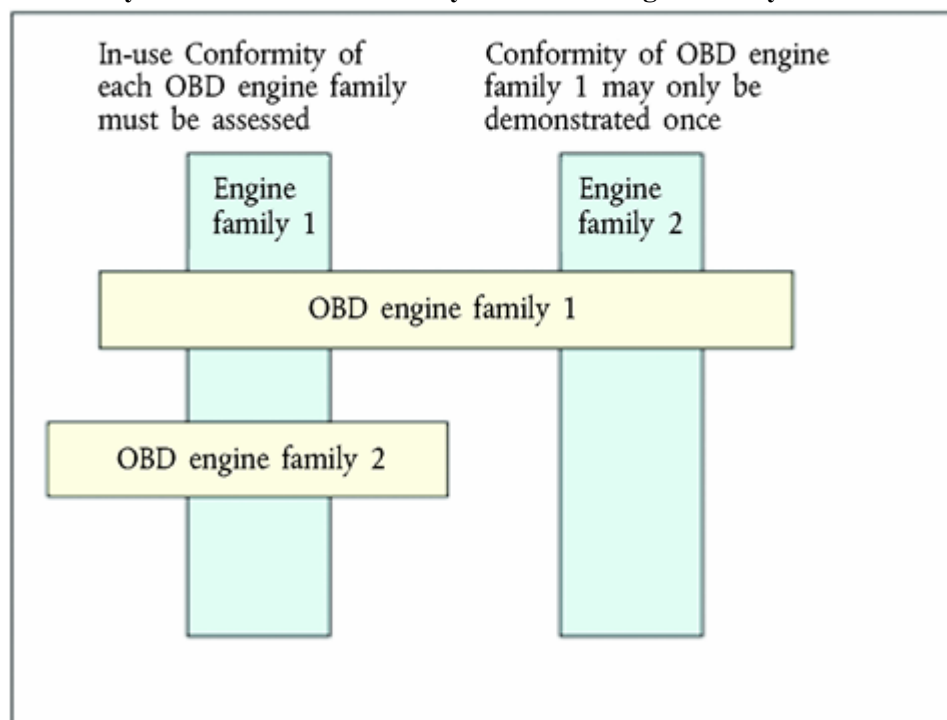 In-use Conformity of
each OBD engine family
must be assessed
Conformity of OBD engine
family 1 may only be
demonstrated once
Engine
family 1
Engine
family 2
OBD engine family 1
OBD engine family 2